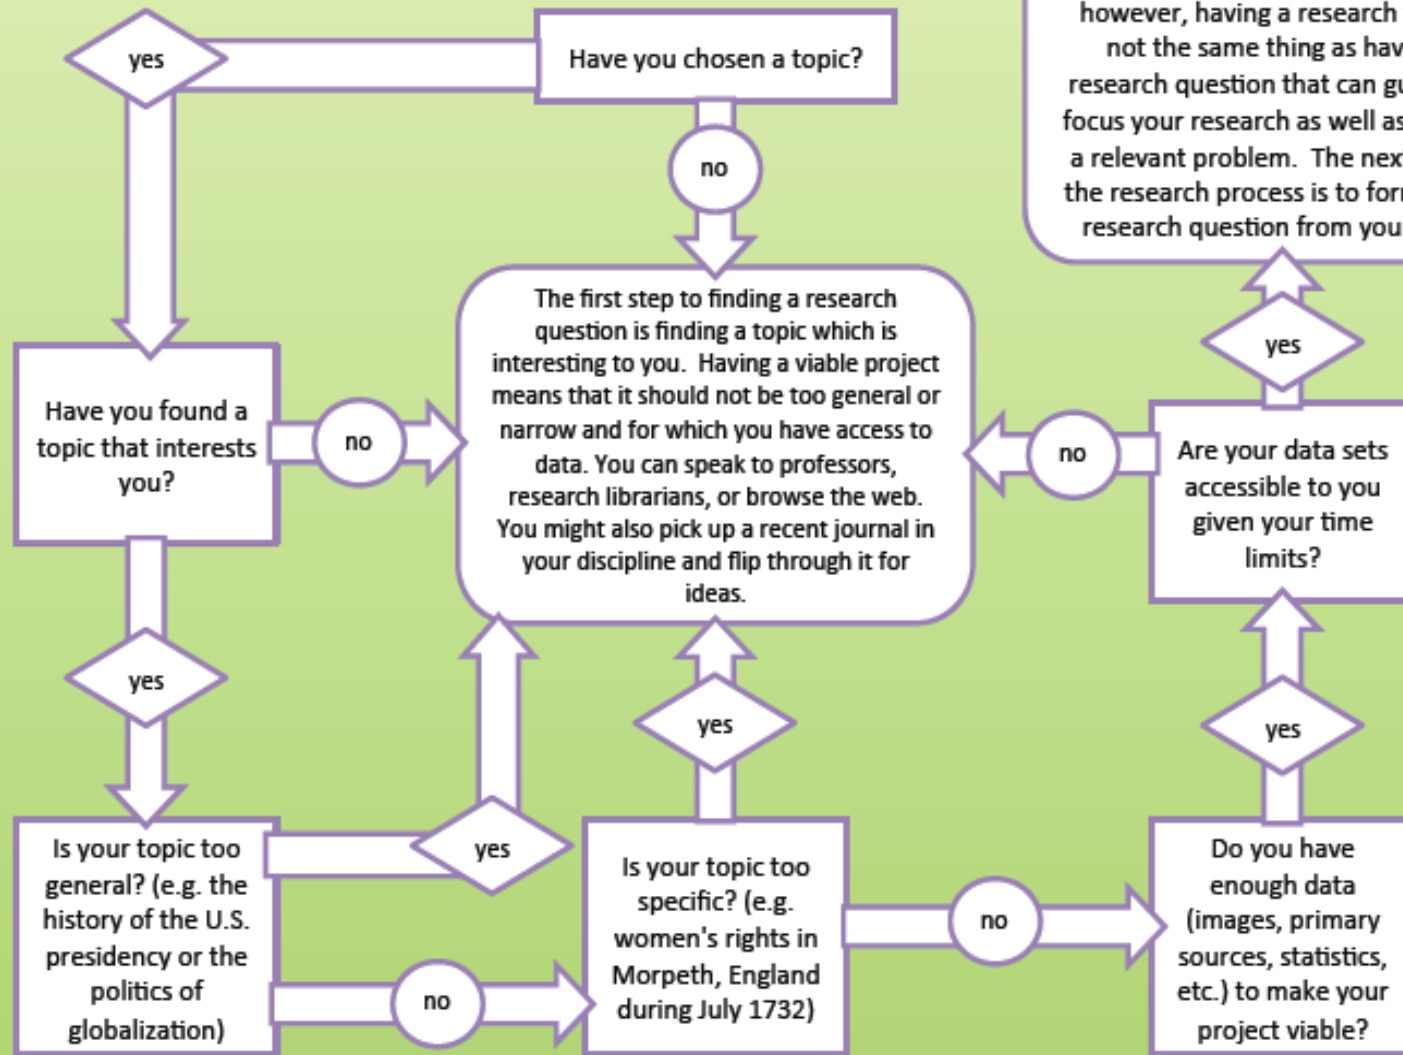 yes
Have you chosen a topic?
no
however, having a research
not the same thing as
research question that can
focus your research as well as
a relevant problem.  The
the research process is to
research question from
yes
The first step to finding a research
question is finding a topic which is
interesting to you.  Having a viable project
means that it should not be too general or
narrow and for which you have access to
data. You can speak to professors,
research librarians, or browse the web.
You might also pick up a recent journal in
your discipline and flip through it for
ideas.
Have you found a
topic that interests
you?
no
no
Are your data sets
accessible to you
given your time
limits?
yes
yes
yes
Is your topic too
general? (e.g. the
history of the U.S.
presidency or the
politics of
globalization)
yes
no
Is your topic too
specific? (e.g.
women's rights in
Morpeth, England
during July 1732)
no
Do you have
enough data
(images, primary
sources, statistics,
etc.) to make your
project viable?